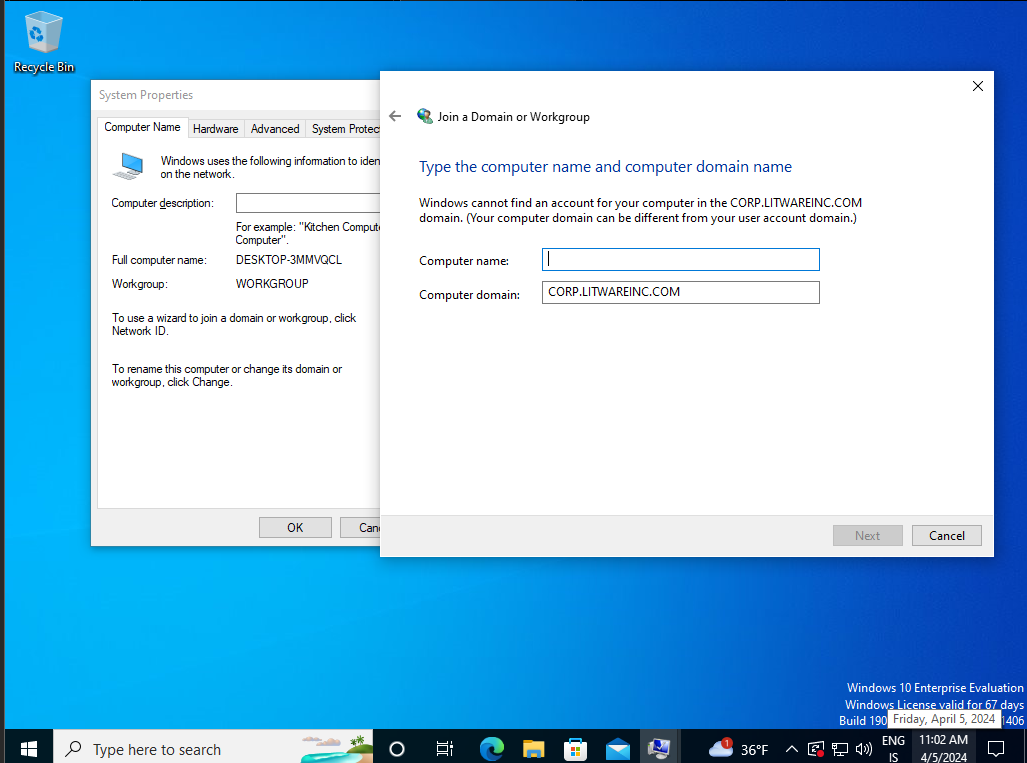 Recycle Bin
System Properties
Computer Name
Hardware
Advanced
System Protec
Windows uses the following information to iden
on the network.
Computer description:
For example: "Kitchen Compute
Computer".
Full computer name:
DESKTOP-3MMVQCL
Workgroup:
WORKGROUP
To use a wizard to join a domain or workgroup, click
Network ID.
To rename this computer or change its domain or
workgroup, click Change.
OK
Canc
Join a Domain or Workgroup
Type the computer name and computer domain name
Windows cannot find an account for your computer in the CORP.LITWAREINC.COM
domain. (Your computer domain can be different from your user account domain.)
Computer name:
Computer domain:
CORP.LITWAREINC.COM
Next
Cancel
Windows 10 Enterprise Evaluation
Windows License valid for 67 days
Build 190
1406
Friday, April 5, 2024
Type here to search
1
36°F
ENG
IS
11:02 AM
4/5/2024